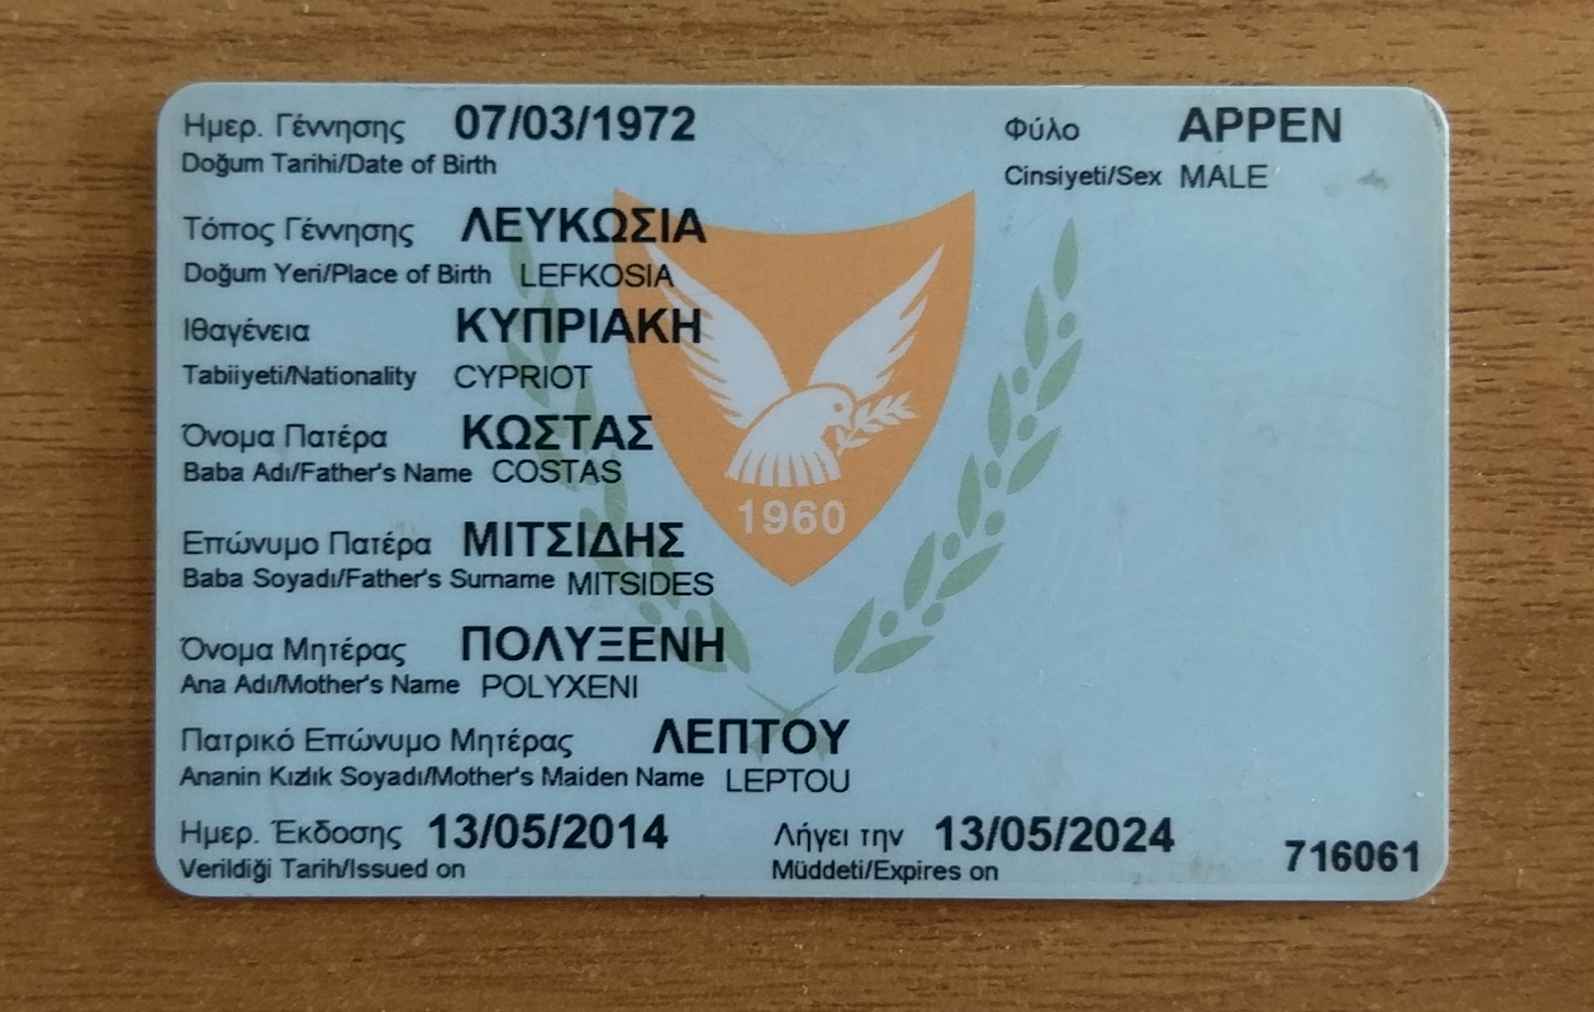 Ημερ. Γέννησης 07/03/1972 Φύλο ΑΡΡΕΝ
Doğum Tarihi/Date of Birth Cinsiyeti/Sex MALE
Τόπος Γέννησης ΛΕΥΚΩΣΙΑ
Doğum Yeri/Place of Birth LEFKOSIA
Ιθαγένεια ΚΥΠΡΙΑΚΗ
Tabiiyeti/Nationality CYPRIOT
Όνομα Πατέρα ΚΩΣΤΑΣ
Baba Adı/Father's Name COSTAS
1960
Επώνυμο Πατέρα ΜΙΤΣΙΔΗΣ
Baba Soyadı/Father's Surname MITSIDES
Όνομα Μητέρας ΠΟΛΥΞΕΝΗ
Ana Adı/Mother's Name POLYXENI
Πατρικό Επώνυμο Μητέρας ΛΕΠΤΟΥ
Ananin Kızlık Soyadı/Mother's Maiden Name LEPTOU
Ημερ. Έκδοσης 13/05/2014 Λήγει την 13/05/2024
Verildiği Tarih/Issued on Müddeti/Expires on 716061